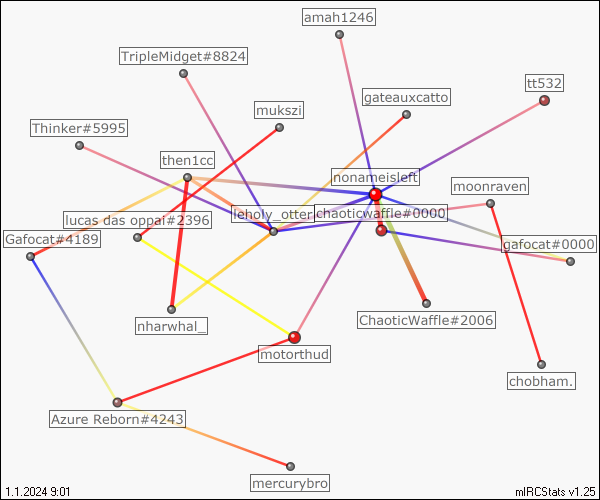 amah1246
TripleMidget#8824
tt532
gateauxcatto
mukszi
Thinker#5995
then1cc
nonameisleft
moonraven
lucas das oppai#2396
leholy_otter
chaoticwaffle#0000
Gafocat#4189
gafocat#0000
nharwhal_
ChaoticWaffle#2006
motorthud
chobham.
Azure Reborn#4243
mercurybro
1.1.2024 9:01
mIRCStats v1.25